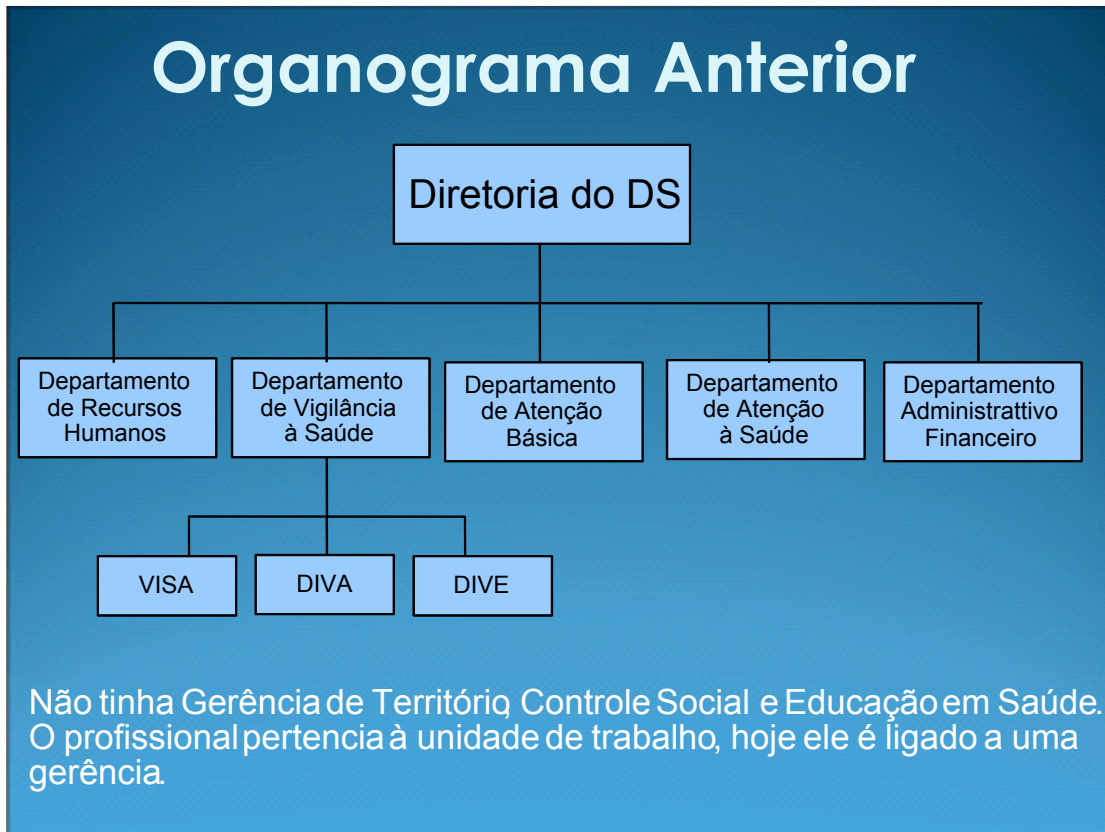 Organograma Anterior
Diretoria do DS
Departamento
de Recursos
Humanos
Departamento
de Vigilância
à Saúde
Departamento
de Atenção
Básica
Departamento
de Atenção
à Saúde
Departamento
Administrattivo
Financeiro
VISA
DIVA
DIVE
Não tinha Gerência de Território, Controle Social e Educação em Saúde.
O profissional pertencia à unidade de trabalho, hoje ele é ligado a uma
gerência.